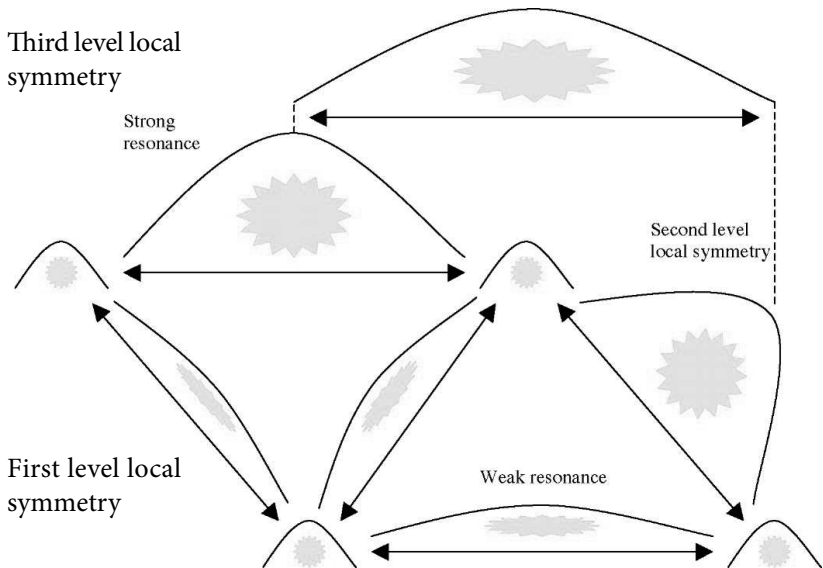 Third level local
symmetry
Strong
resonance
Second level
local symmetry
First level local
symmetry
Weak resonance